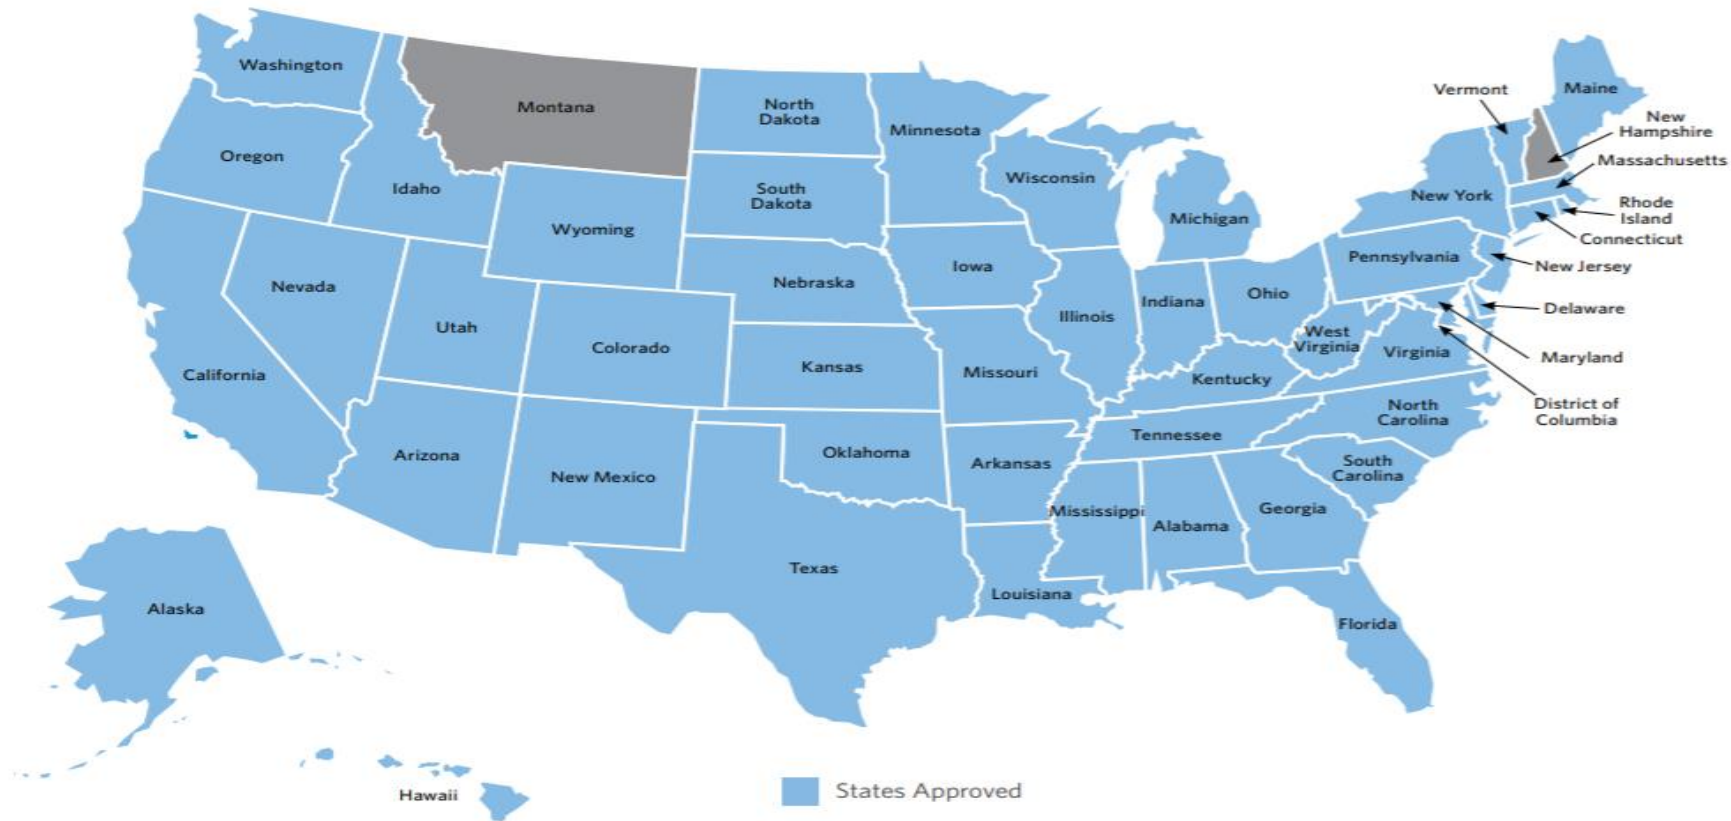 Washington
Montana
North
Dakota
Minnesota
Vermont
Maine
New
Hampshire
Massachusetts
Oregon
Idaho
South
Dakota
Wisconsin
Michigan
New York
Rhode
Island
Connecticut
Wyoming
Iowa
Pennsylvania
New Jersey
Nevada
Nebraska
Illinois
Indiana
Ohio
Delaware
Utah
Colorado
West
Virginia
Virginia
Maryland
California
Kansas
Missouri
Kentucky
District of
Columbia
North
Carolina
Tennessee
Arizona
New Mexico
Oklahoma
Arkansas
South
Carolina
Mississippi
Alabama
Georgia
Texas
Louisiana
Alaska
Florida
Hawaii
States Approved